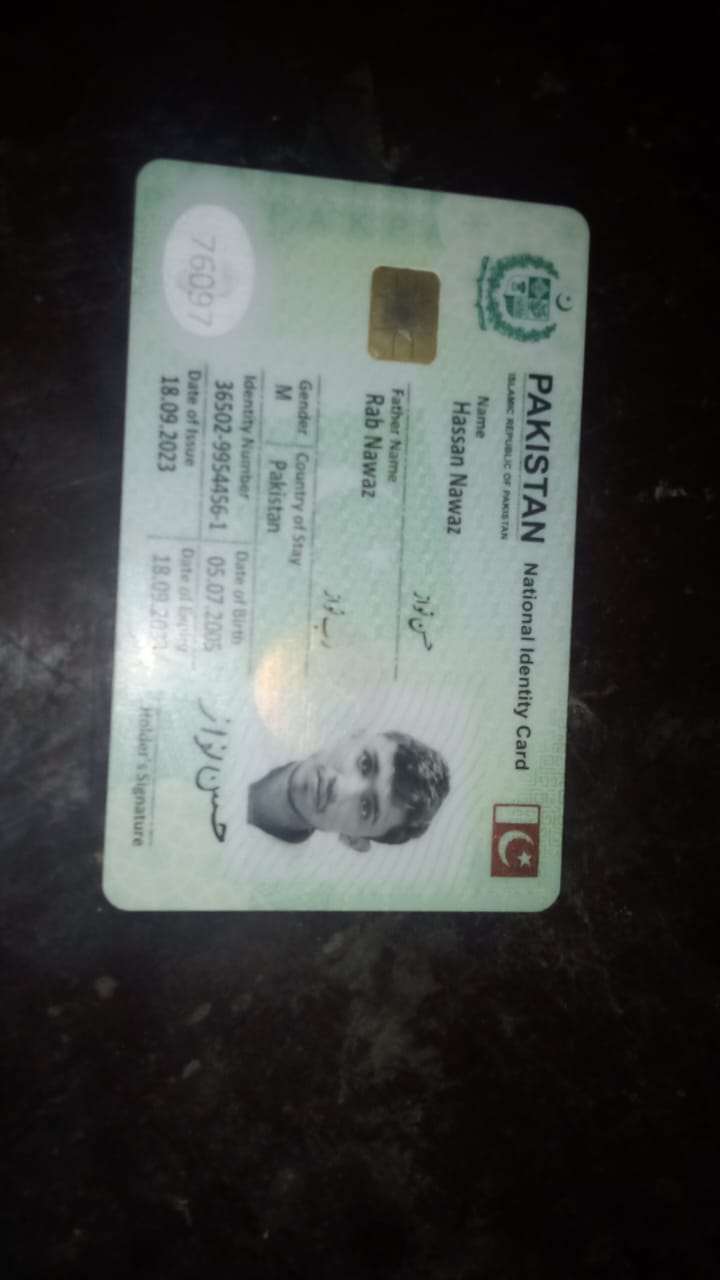 PAKISTAN National Identity Card
ISLAMIC REPUBLIC OF PAKISTAN
Name
Hassan Nawaz
حسن نواز
Father Name
Rab Nawaz
رب نواز
Gender Country of Stay
M Pakistan
Identity Number Date of Birth
36502-9954456-1 05.07.2005
Date of Issue Date of Expiry
18.09.2023 18.09.2033
76097
حسن نواز
Holder's Signature